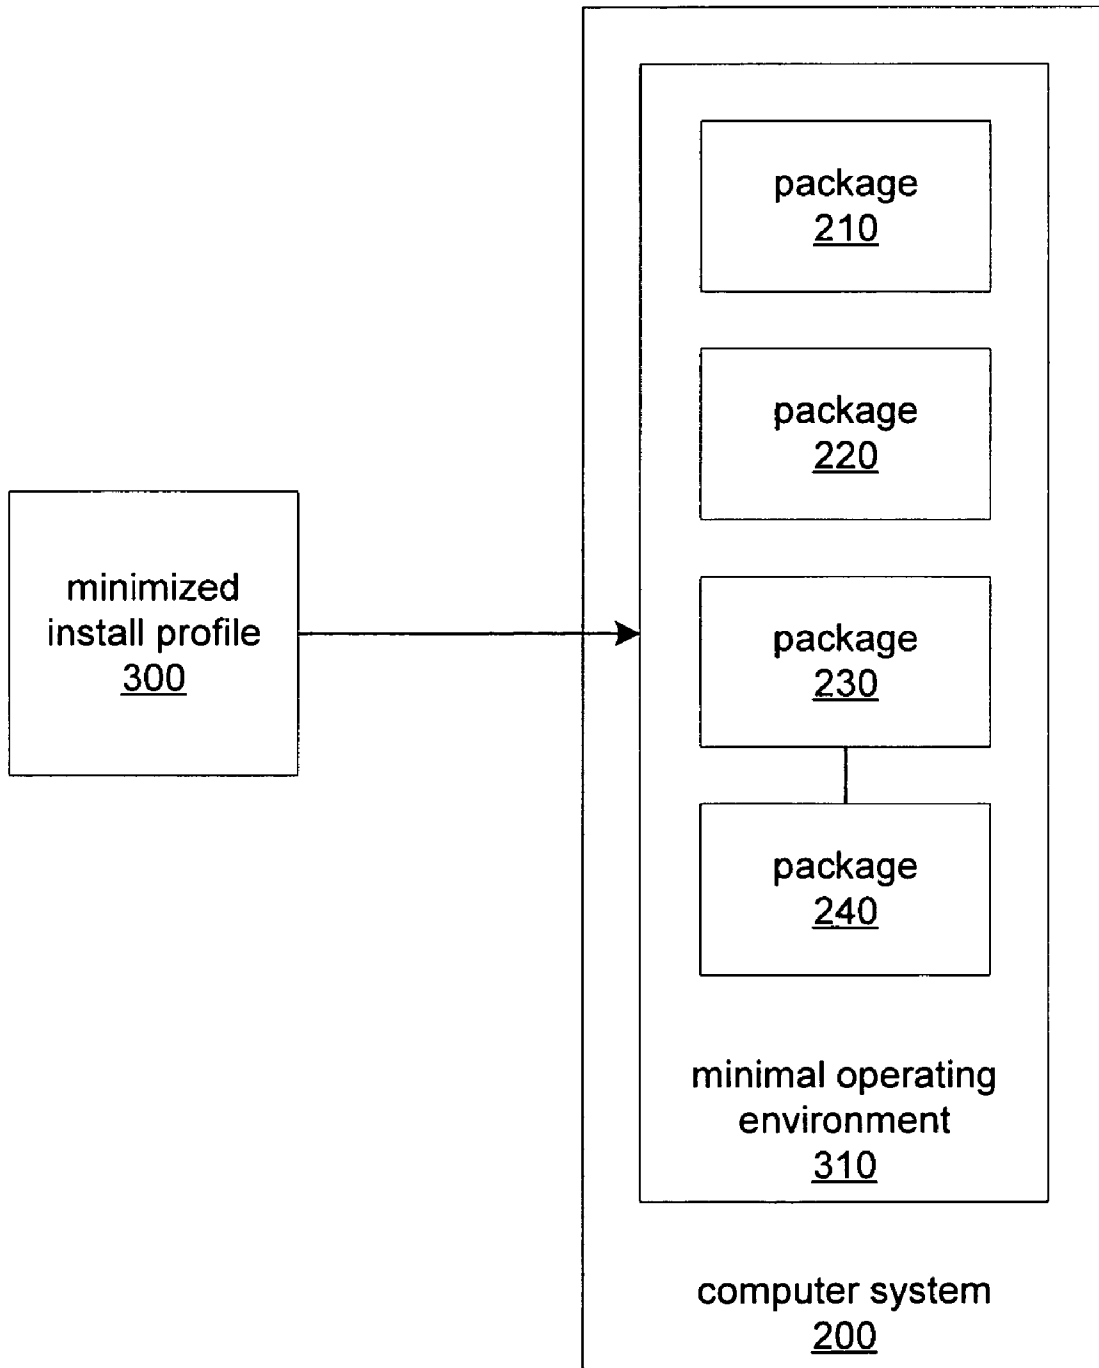 package
210
package
220
minimized
install profile
300
package
230
package
240
minimal operating
environment
310
computer system
200